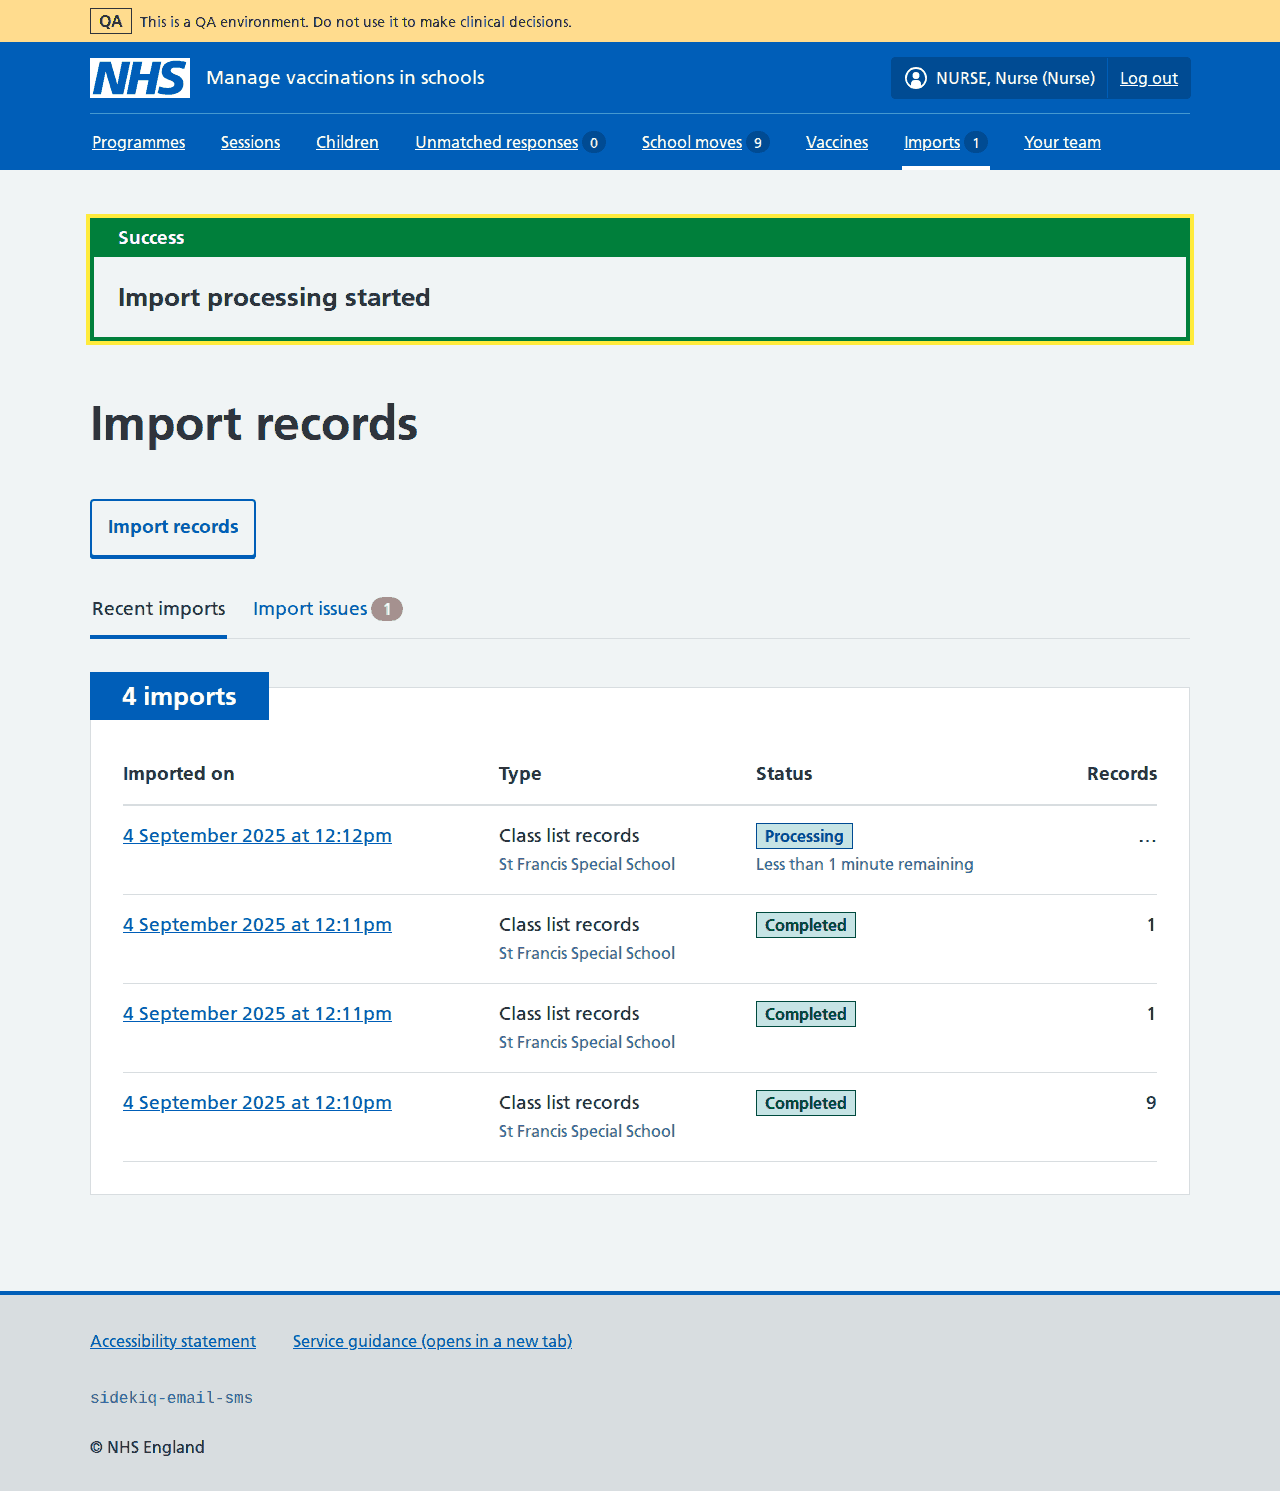 QA This is a QA environment. Do not use it to make clinical decisions.
NHS Manage vaccinations in schools NURSE, Nurse (Nurse) Log out
Programmes Sessions Children Unmatched responses 0 School moves 9 Vaccines Imports 1 Your team
Success
Import processing started
Import records
Import records
Recent imports Import issues 1
4 imports
Imported on Type Status Records
4 September 2025 at 12:12pm Class list records Processing ...
St Francis Special School Less than 1 minute remaining
4 September 2025 at 12:11pm Class list records Completed 1
St Francis Special School
4 September 2025 at 12:11pm Class list records Completed 1
St Francis Special School
4 September 2025 at 12:10pm Class list records Completed 9
St Francis Special School
Accessibility statement Service guidance (opens in a new tab)
sidekiq-email-sms
© NHS England